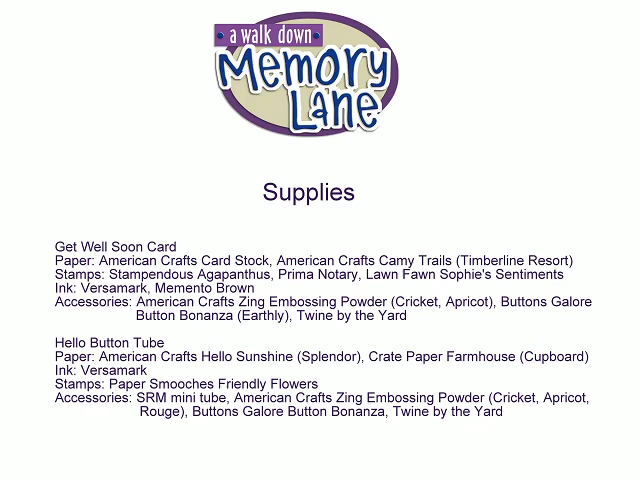 a walk down
Memory
Lane
Supplies
Get Well Soon Card
Paper: American Crafts Card Stock, American Crafts Camy Trails (Timberline Resort)
Stamps: Stampendous Agapanthus, Prima Notary, Lawn Fawn Sophie's Sentiments
Ink: Versamark, Memento Brown
Accessories: American Crafts Zing Embossing Powder (Cricket, Apricot), Buttons Galore
Button Bonanza (Earthly), Twine by the Yard
Hello Button Tube
Paper: American Crafts Hello Sunshine (Splendor), Crate Paper Farmhouse (Cupboard)
Ink: Versamark
Stamps: Paper Smooches Friendly Flowers
Accessories: SRM mini tube, American Crafts Zing Embossing Powder (Cricket, Apricot,
Rouge), Buttons Galore Button Bonanza, Twine by the Yard